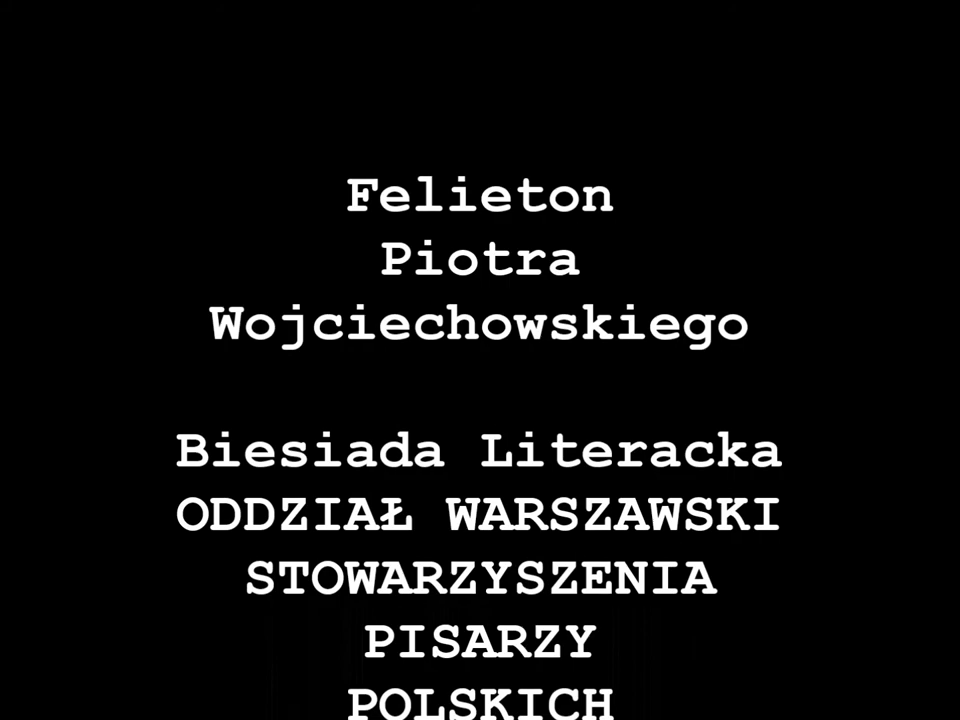 Felieton
Piotra
Wojciechowskiego
Biesiada Literacka
ODDZIAŁ WARSZAWSKI
STOWARZYSZENIA
PISARZY
POLSKICH